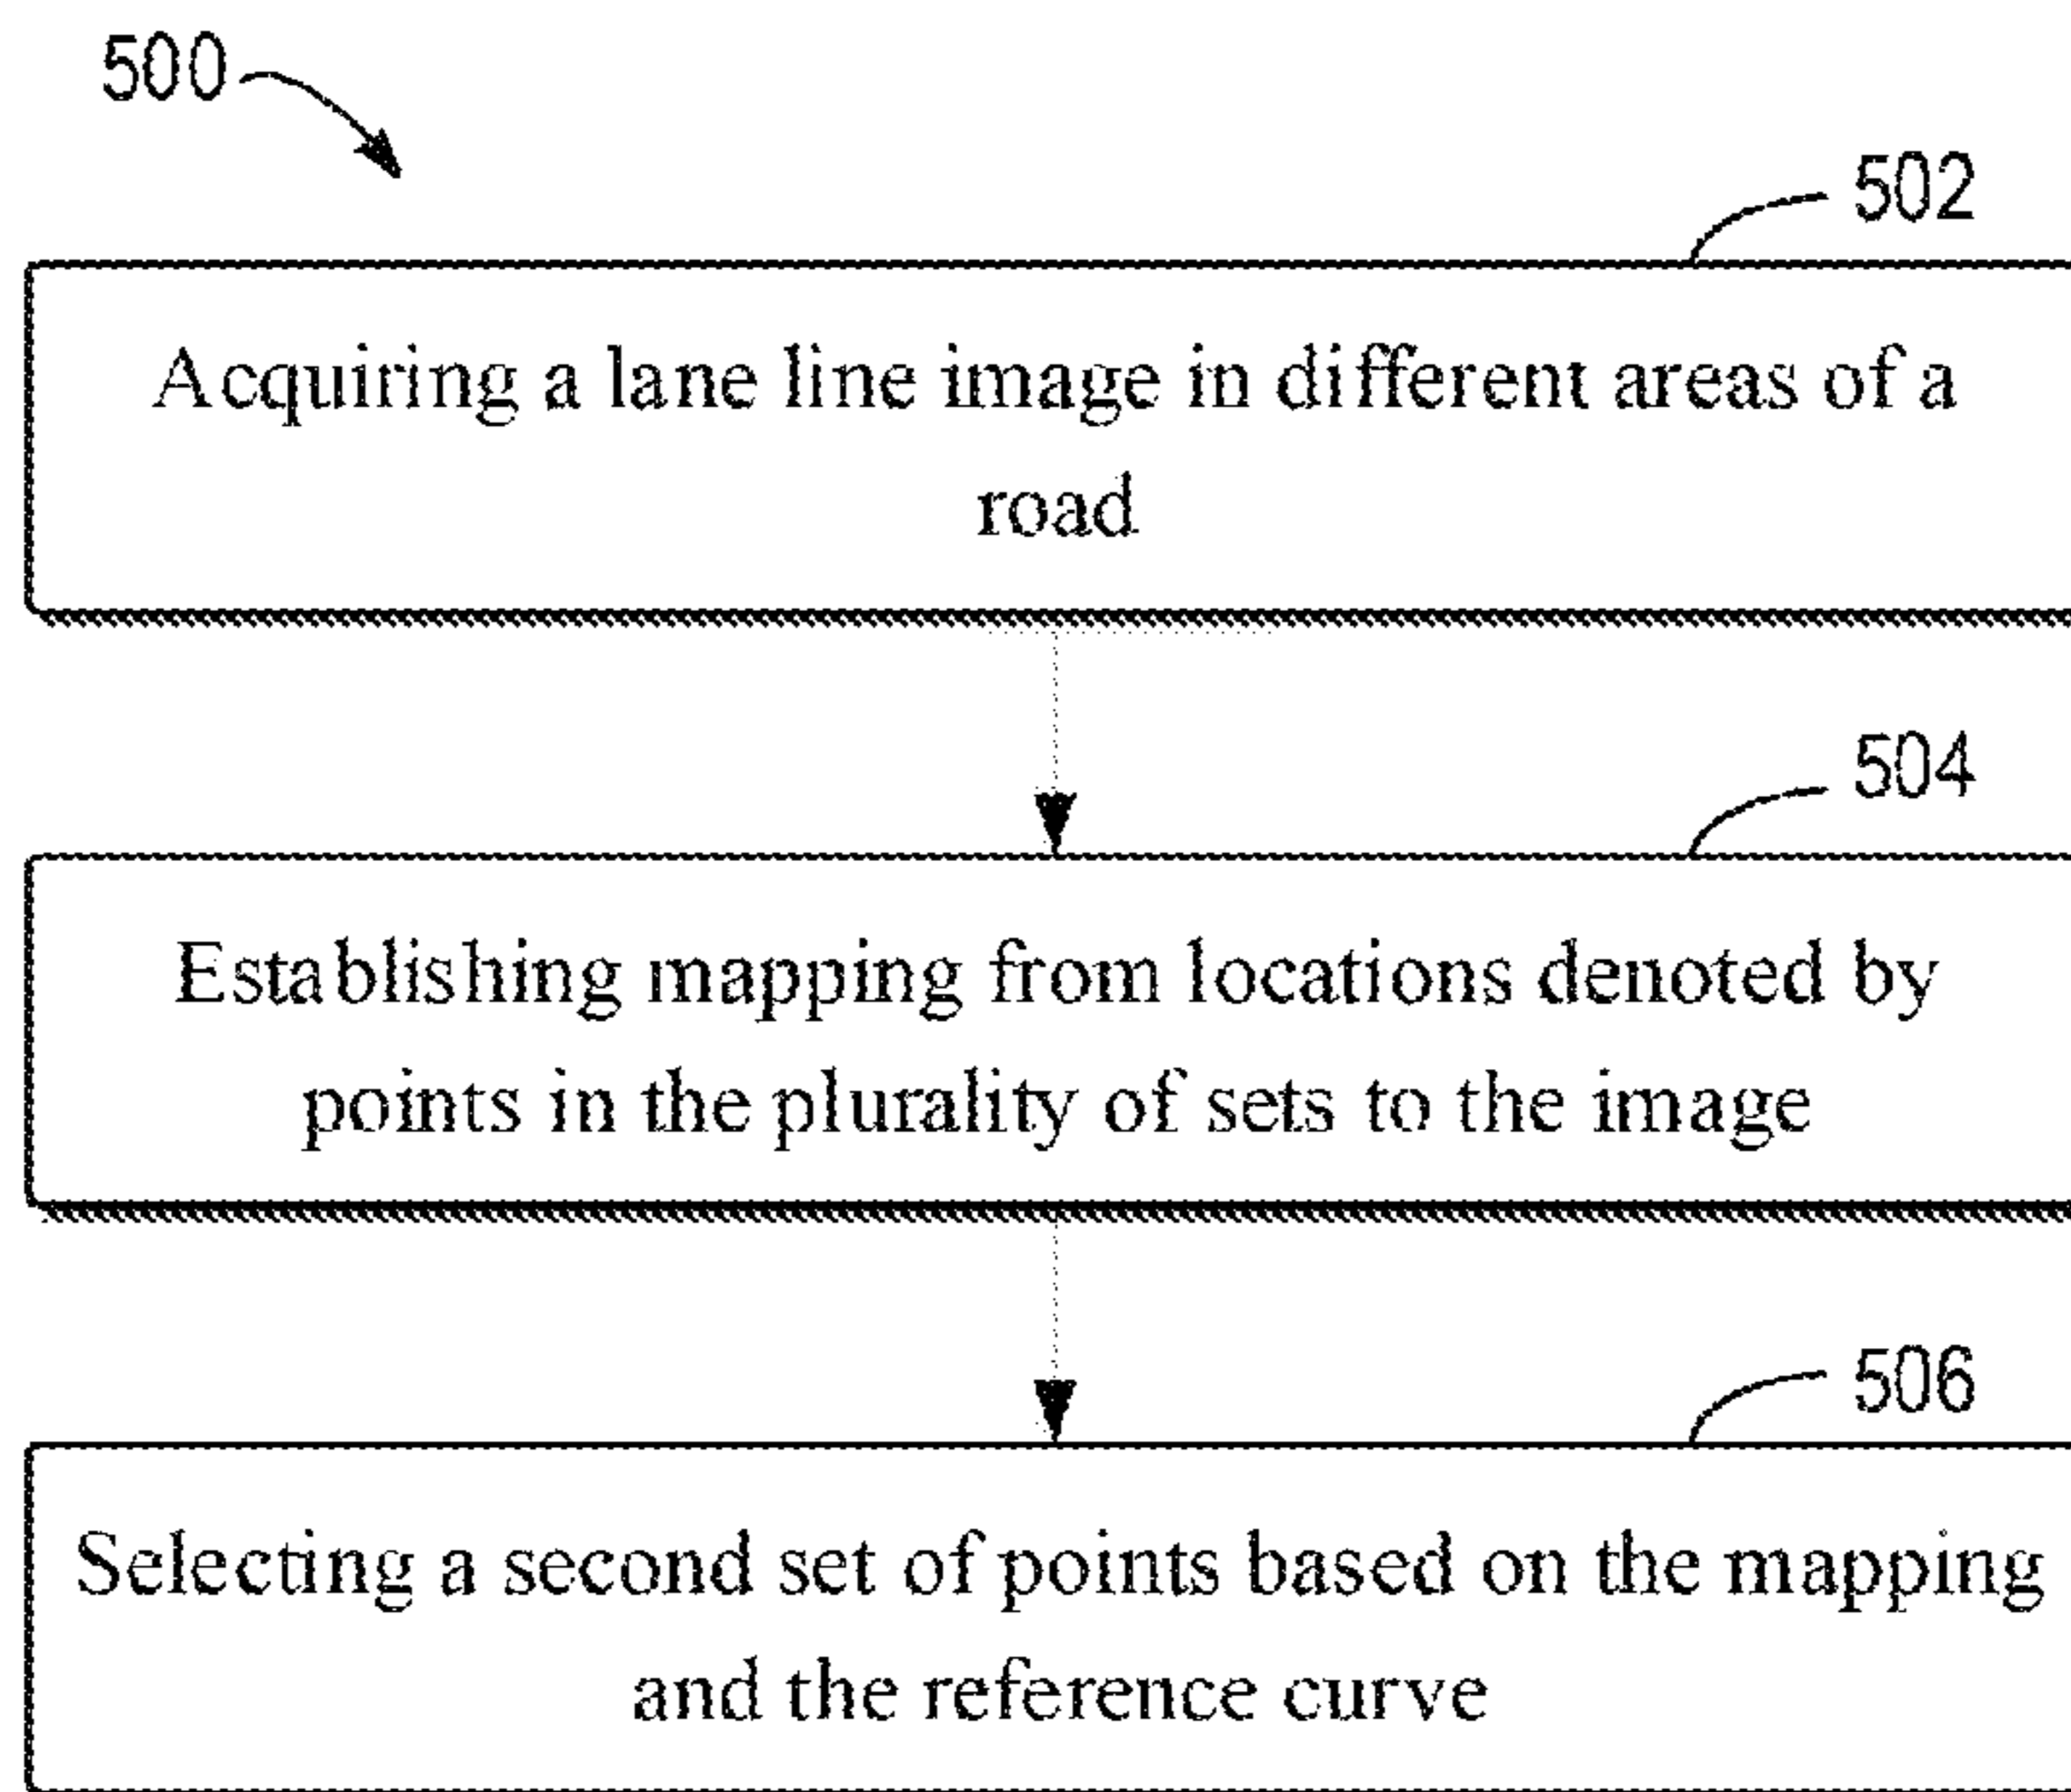 500
502
Acquiring a lane line image in different areas of a
road
504
Establishing mapping from locations denoted by
points in the plurality of sets to the image
506
Selecting a second set of points based on the mapping
and the reference curve